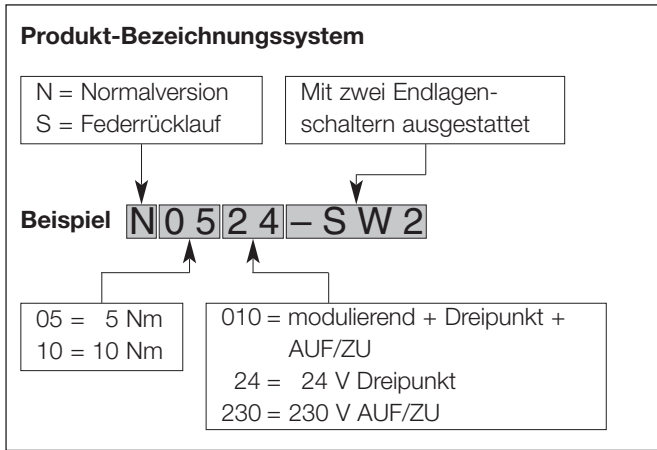 Produkt-Bezeichnungssystem
N = Normalversion
S = Federrücklauf
Mit zwei Endlagen-
schaltern ausgestattet
Beispiel N0524-SW2
05 = 5 Nm
10 = 10 Nm
010 = modulierend + Dreipunkt +
AUF/ZU
24 = 24 V Dreipunkt
230 = 230 V AUF/ZU